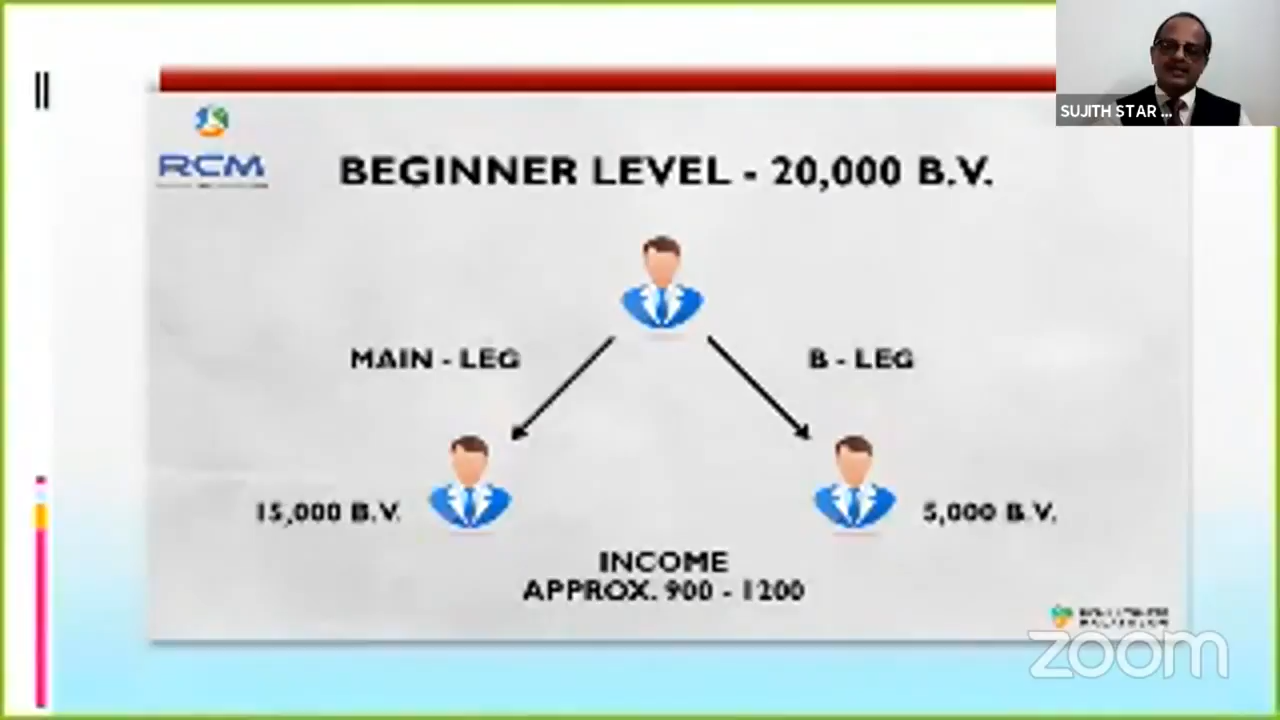 SUJITH STAR ...
RCM
BEGINNER LEVEL - 20,000 B.V.
MAIN - LEG
B - LEG
15,000 B.V.
5,000 B.V.
INCOME
APPROX. 900 - 1200
zoom